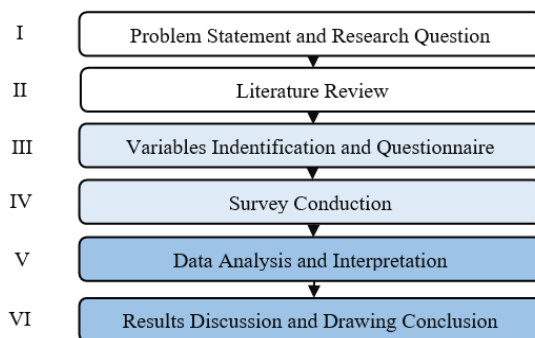 I Problem Statement and Research Question
II Literature Review
III Variables Indentification and Questionnaire
IV Survey Conduction
V Data Analysis and Interpretation
VI Results Discussion and Drawing Conclusion